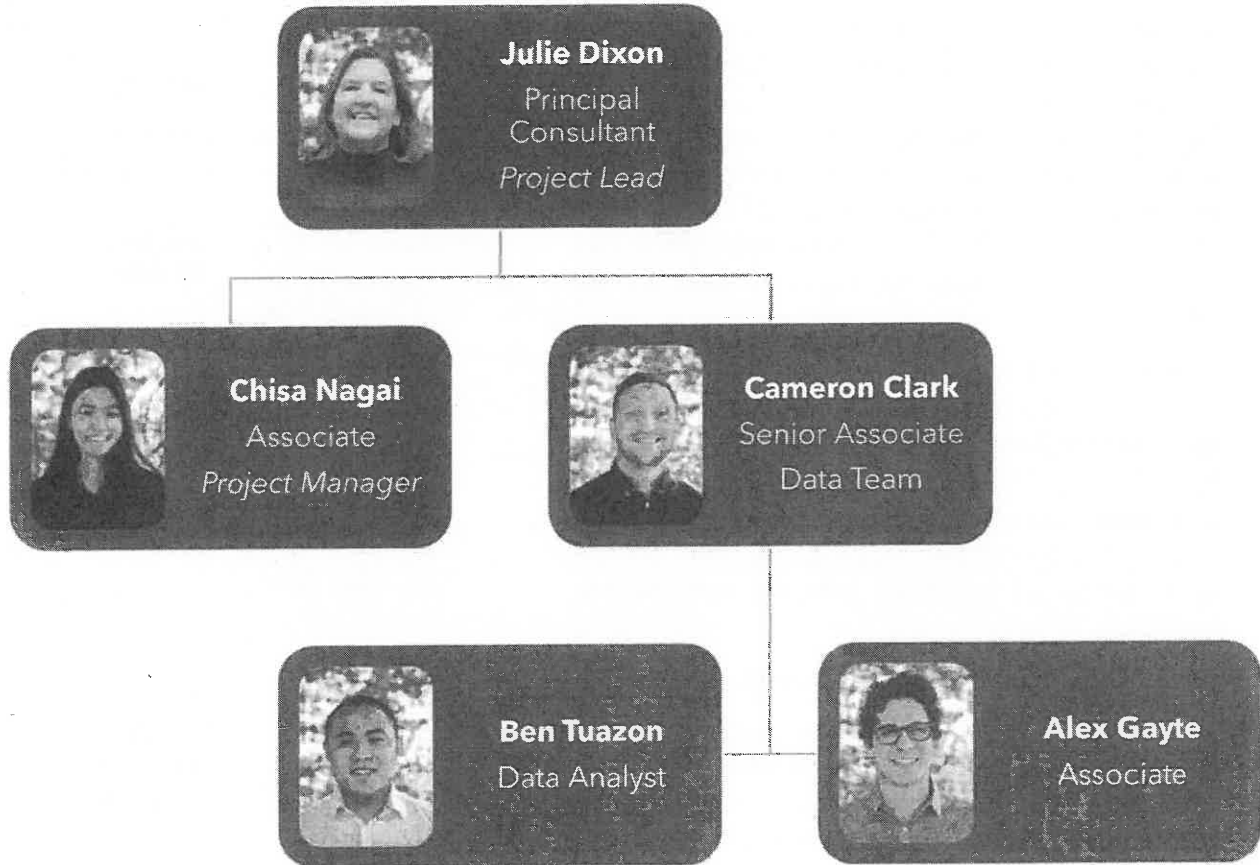 Julie Dixon
Principal
Consultant
Project Lead
Chisa Nagai
Associate
Project Manager
Cameron Clark
Senior Associate
Data Team
Ben Tuazon
Data Analyst
Alex Gayte
Associate